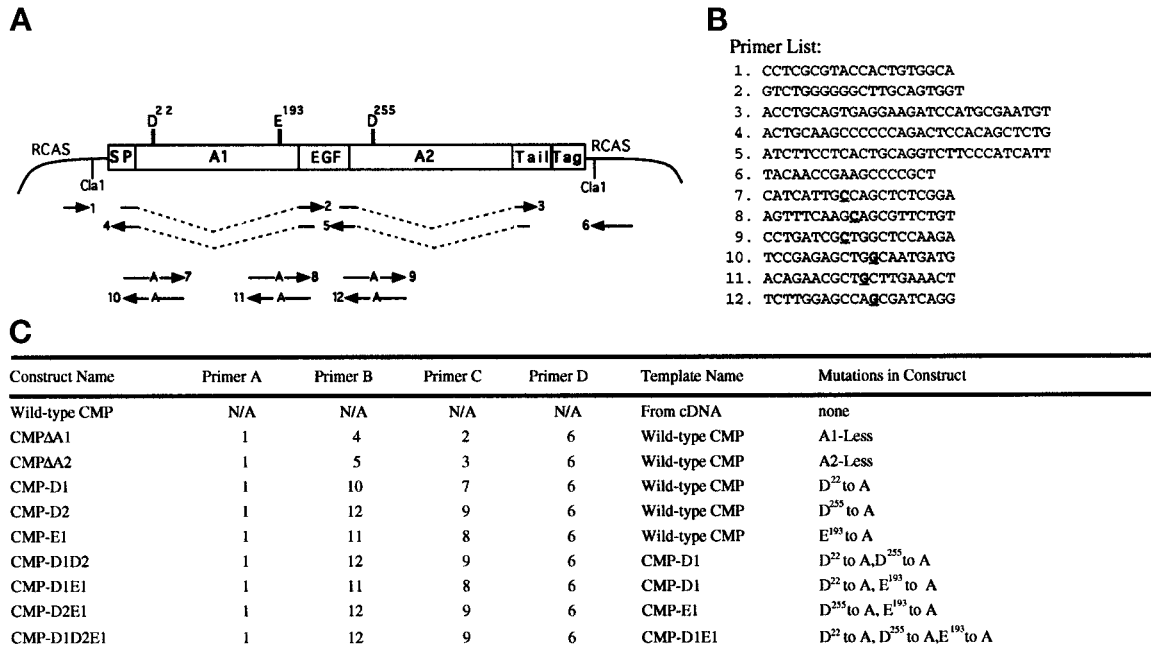 A
D22 E193 D255
RCAS SP A1 EGF A2 Tail Tag RCAS
Cla1 Cla1
1 2 3
4 5 6
A 7 A 8 A 9
10 A 11 A 12 A
B
Primer List:
1. CCTCGCGTACCACTGTGGCA
2. GTCTGGGGGGCTTGCAGTGGT
3. ACCTGCAGTGAGGAAGATCCATGCGAATGT
4. ACTGCAAGCCCCCCAGACTCCACAGCTCTG
5. ATCTTCCTCACTGCAGGTCTTCCCATCATT
6. TACAACCGAAGCCCCGCT
7. CATCATTGCCAGCTCTCGGA
8. AGTTTCAAGCAGCGTTCTGT
9. CCTGATCGCTGGCTCCAAGA
10. TCCGAGAGCTGGCAATGATG
11. ACAGAACGCTGCTTGAAACT
12. TCTTGGAGCCAGCGATCAGG
C
Construct Name Primer A Primer B Primer C Primer D Template Name Mutations in Construct
Wild-type CMP N/A N/A N/A N/A From cDNA none
CMPΔA1 1 4 2 6 Wild-type CMP A1-Less
CMPΔA2 1 5 3 6 Wild-type CMP A2-Less
CMP-D1 1 10 7 6 Wild-type CMP D22 to A
CMP-D2 1 12 9 6 Wild-type CMP D255 to A
CMP-E1 1 11 8 6 Wild-type CMP E193 to A
CMP-D1D2 1 12 9 6 CMP-D1 D22 to A,D255 to A
CMP-D1E1 1 11 8 6 CMP-D1 D22 to A, E193 to A
CMP-D2E1 1 12 9 6 CMP-E1 D255 to A, E193 to A
CMP-D1D2E1 1 12 9 6 CMP-D1E1 D22 to A, D255 to A,E193 to A